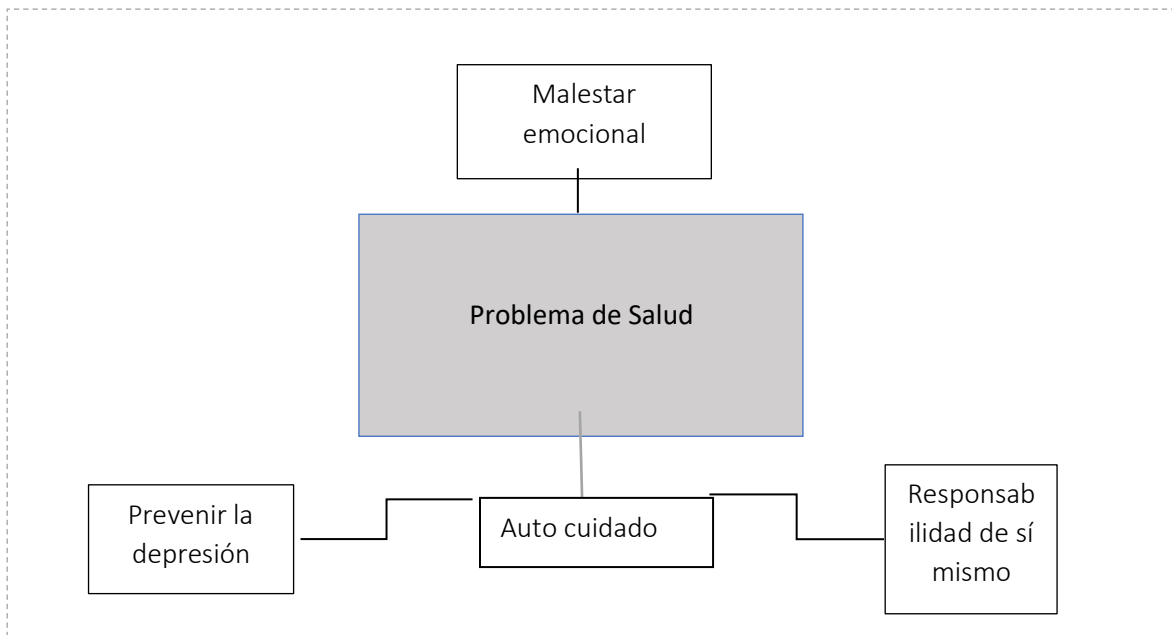 Malestar
emocional
Problema de Salud
Prevenir la
depresión
Auto cuidado
Responsab
ilidad de sí
mismo